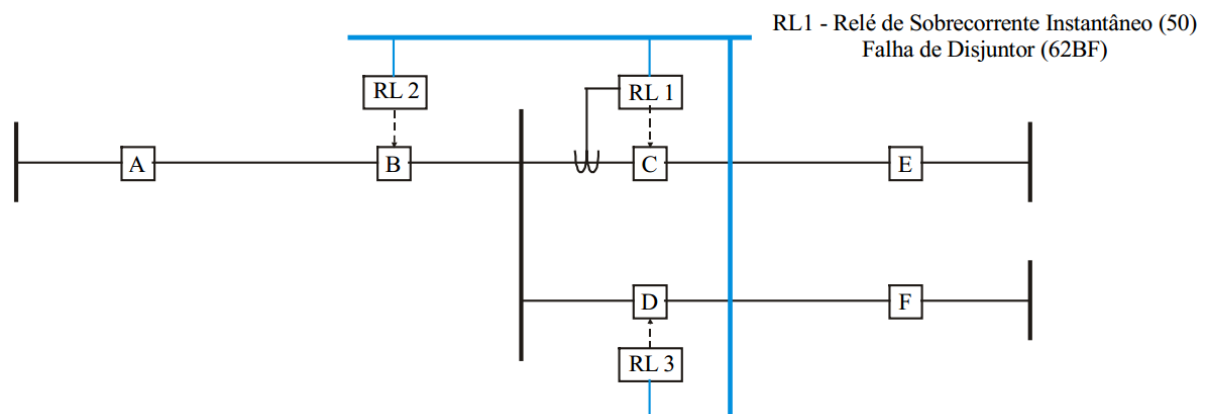 RL1 - Relé de Sobrecorrente Instantâneo (50)
Falha de Disjuntor (62BF)
RL 2
RL 1
A
B
C
E
D
F
RL 3